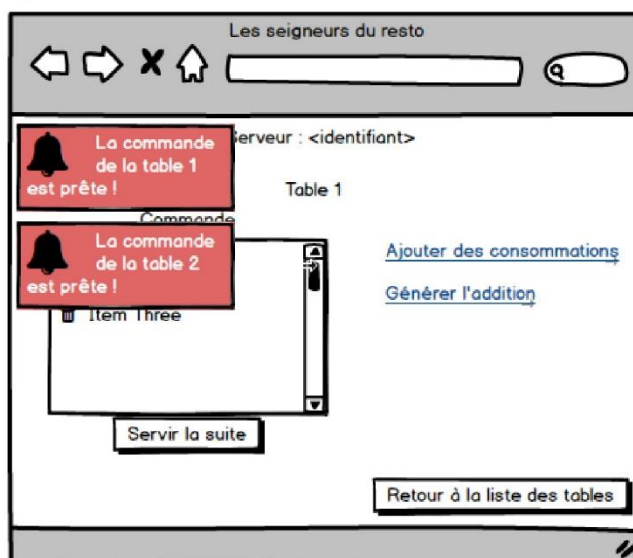 Les seigneurs du resto
Serveur : <identifiant>
La commande
de la table 1
est prête !
Table 1
Commande
La commande
de la table 2
est prête !
Ajouter des consommations
Générer l'addition
Item Three
Servir la suite
Retour à la liste des tables